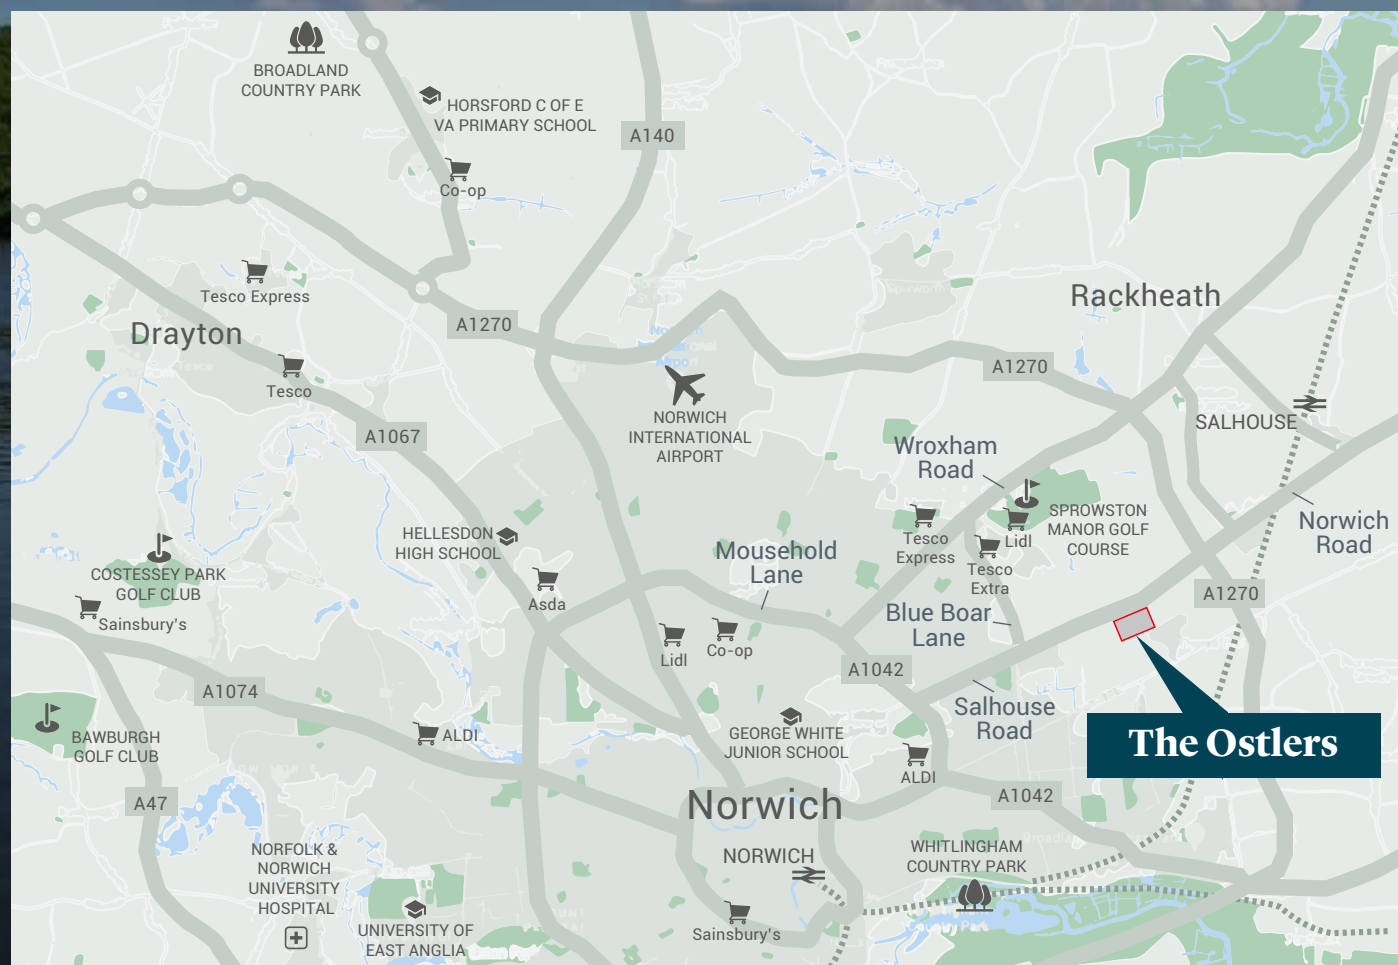 BROADLAND
COUNTRY PARK
HORSFORD C OF E
VA PRIMARY SCHOOL
A140
Co-op
Tesco Express
Drayton
A1270
Rackheath
Tesco
A1270
NORWICH
INTERNATIONAL
AIRPORT
A1067
SALHOUSE
Wroxham
Road
SPROWSTON
MANOR GOLF
COURSE
Norwich
Road
HELLESDON
HIGH SCHOOL
Tesco
Express
Lidl
Tesco
Extra
Mousehold
Lane
COSTESSEY PARK
GOLF CLUB
Asda
A1270
Sainsbury's
Blue Boar
Lane
Lidl
Co-op
A1042
A1074
Salhouse
Road
BAWBURGH
GOLF CLUB
ALDI
GEORGE WHITE
JUNIOR SCHOOL
The Ostlers
ALDI
A47
Norwich
A1042
NORFOLK &
NORWICH
UNIVERSITY
HOSPITAL
NORWICH
WHITLINGHAM
COUNTRY PARK
UNIVERSITY OF
EAST ANGLIA
Sainsbury's